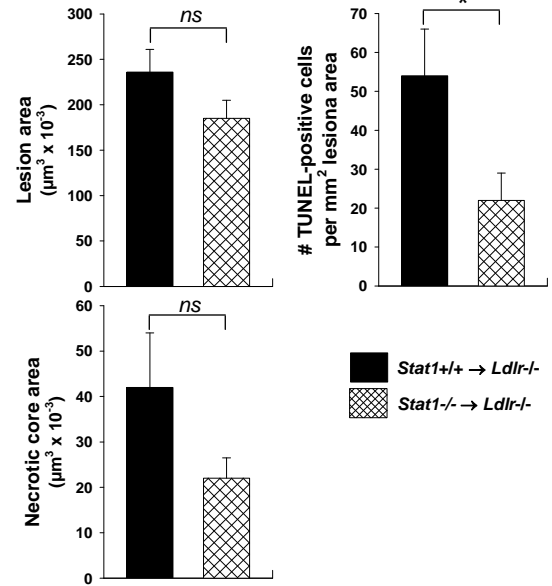 ns
300
250
200
150
100
50
0
Lesion area
(µm³ x 10⁻³)
*
70
60
50
40
30
20
10
0
# TUNEL-positive cells
per mm² lesiona area
ns
60
50
40
30
20
10
0
Necrotic core area
(µm³ x 10⁻³)
Stat1+/+ → Ldlr-/-
Stat1-/- → Ldlr-/-